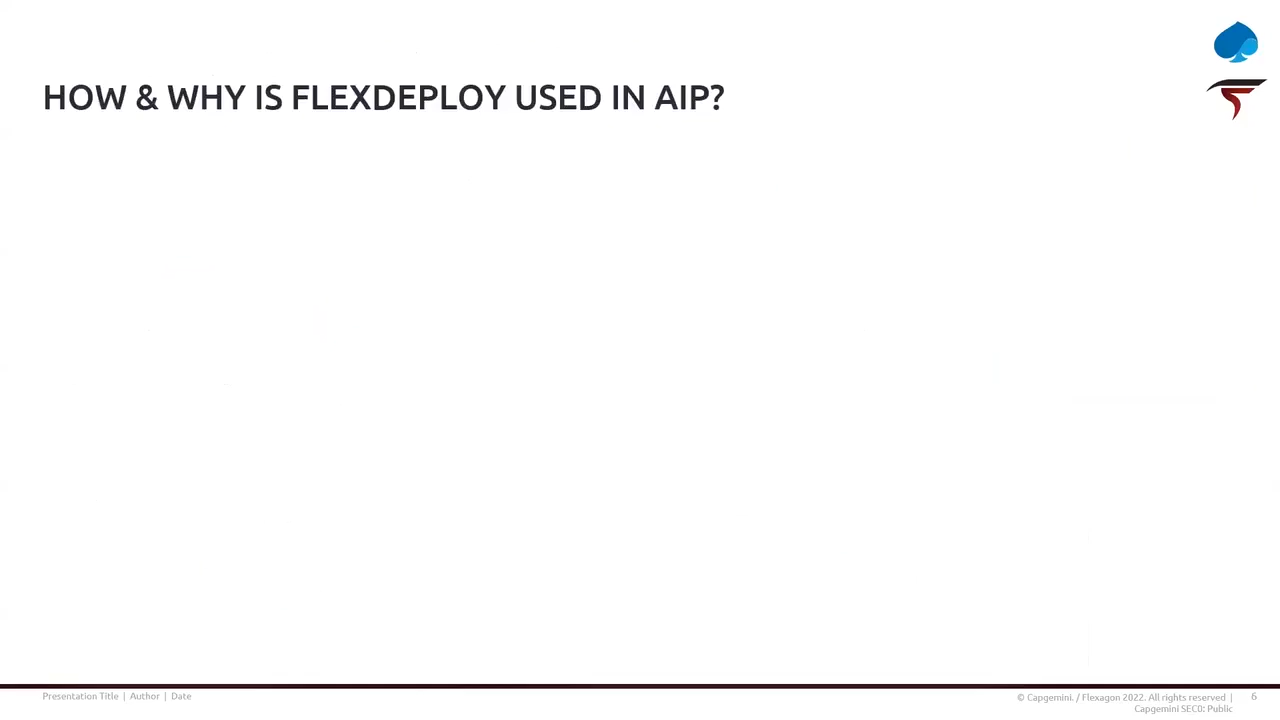 HOW & WHY IS FLEXDEPLOY USED IN AIP?
Presentation Title | Author | Date
© Capgemini. / Flexagon 2022. All rights reserved |
Capgemini SEC0: Public
6